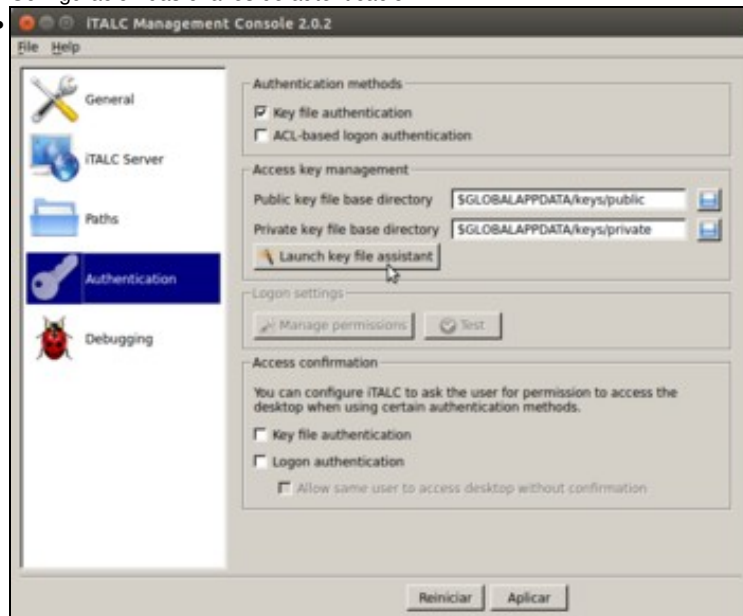 iTALC Management Console 2.0.2
File Help
General
iTALC Server
Paths
Authentication
Debugging
Authentication methods
Key file authentication
ACL-based logon authentication
Access key management
Public key file base directory $GLOBALAPPDATA/keys/public
Private key file base directory $GLOBALAPPDATA/keys/private
Launch key file assistant
Logon settings
Manage permissions Test
Access confirmation
You can configure iTALC to ask the user for permission to access the
desktop when using certain authentication methods.
Key file authentication
Logon authentication
Allow same user to access desktop without confirmation
Reiniciar Aplicar